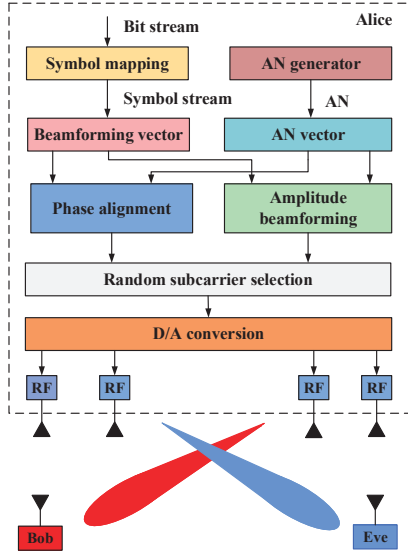 Bit stream
Alice
Symbol mapping
AN generator
Symbol stream
AN
Beamforming vector
AN vector
Phase alignment
Amplitude
beamforming
Random subcarrier selection
D/A conversion
RF
RF
RF
RF
Bob
Eve